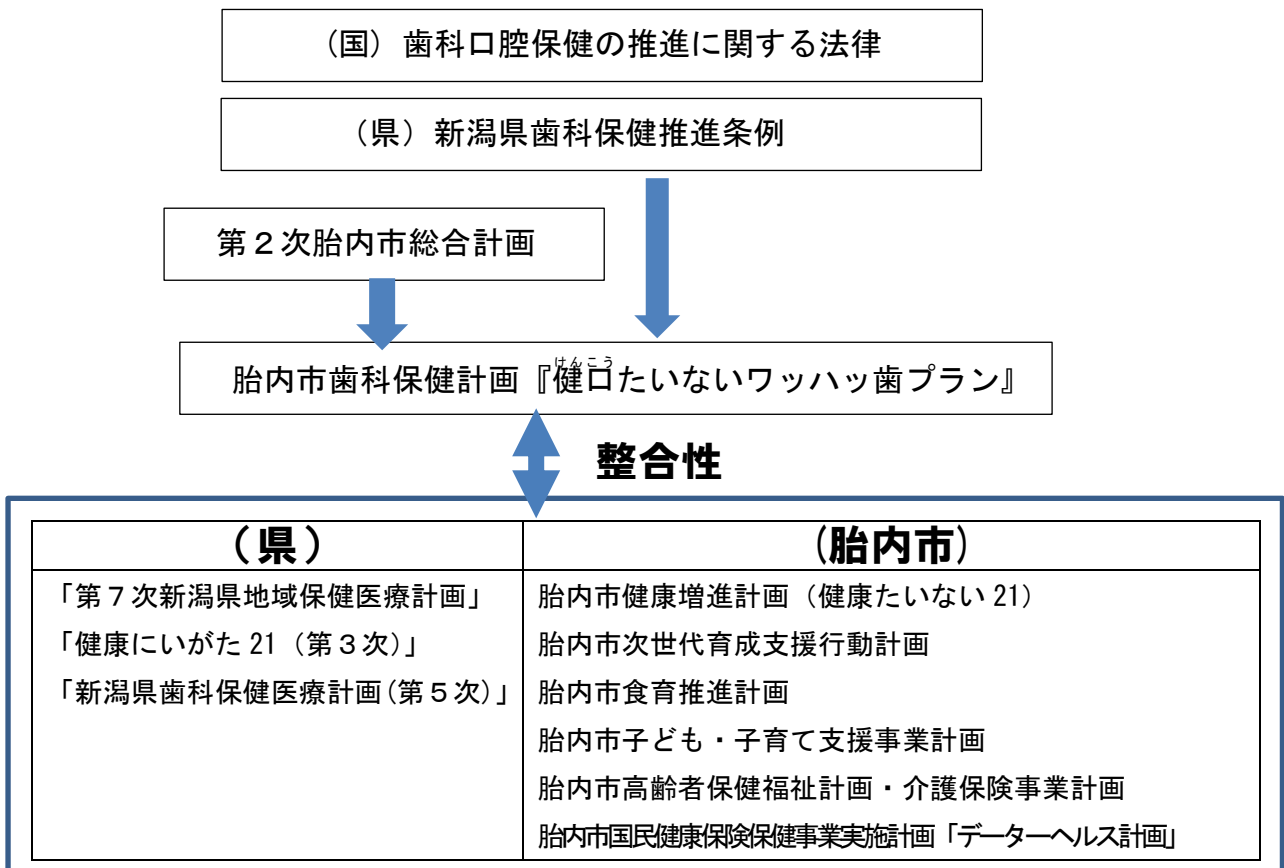 （国）歯科口腔保健の推進に関する法律
（県）新潟県歯科保健推進条例
第２次胎内市総合計画
けんこう
胎内市歯科保健計画『健口たいないワッハッ歯プラン』
整合性
（県）
「第７次新潟県地域保健医療計画」
「健康にいがた 21（第３次）」
「新潟県歯科保健医療計画（第５次）」
（胎内市）
胎内市健康増進計画（健康たいない 21）
胎内市次世代育成支援行動計画
胎内市食育推進計画
胎内市子ども・子育て支援事業計画
胎内市高齢者保健福祉計画・介護保険事業計画
胎内市国民健康保険保健事業実施計画「データーヘルス計画」